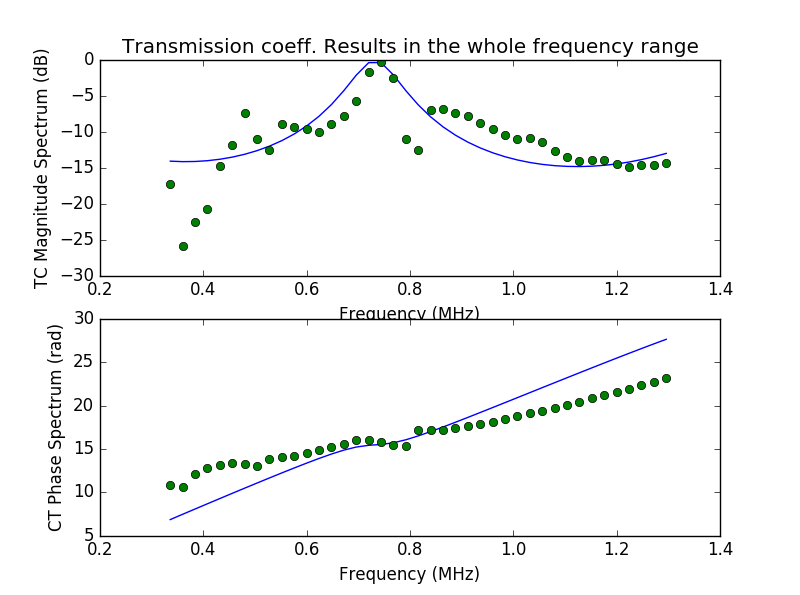 Transmission coeff. Results in the whole frequency range
TC Magnitude Spectrum (dB)
0
−5
−10
−15
−20
−25
−30
0.2 0.4 0.6 0.8 1.0 1.2 1.4
Frequency (MHz)
CT Phase Spectrum (rad)
30
25
20
15
10
5
0.2 0.4 0.6 0.8 1.0 1.2 1.4
Frequency (MHz)